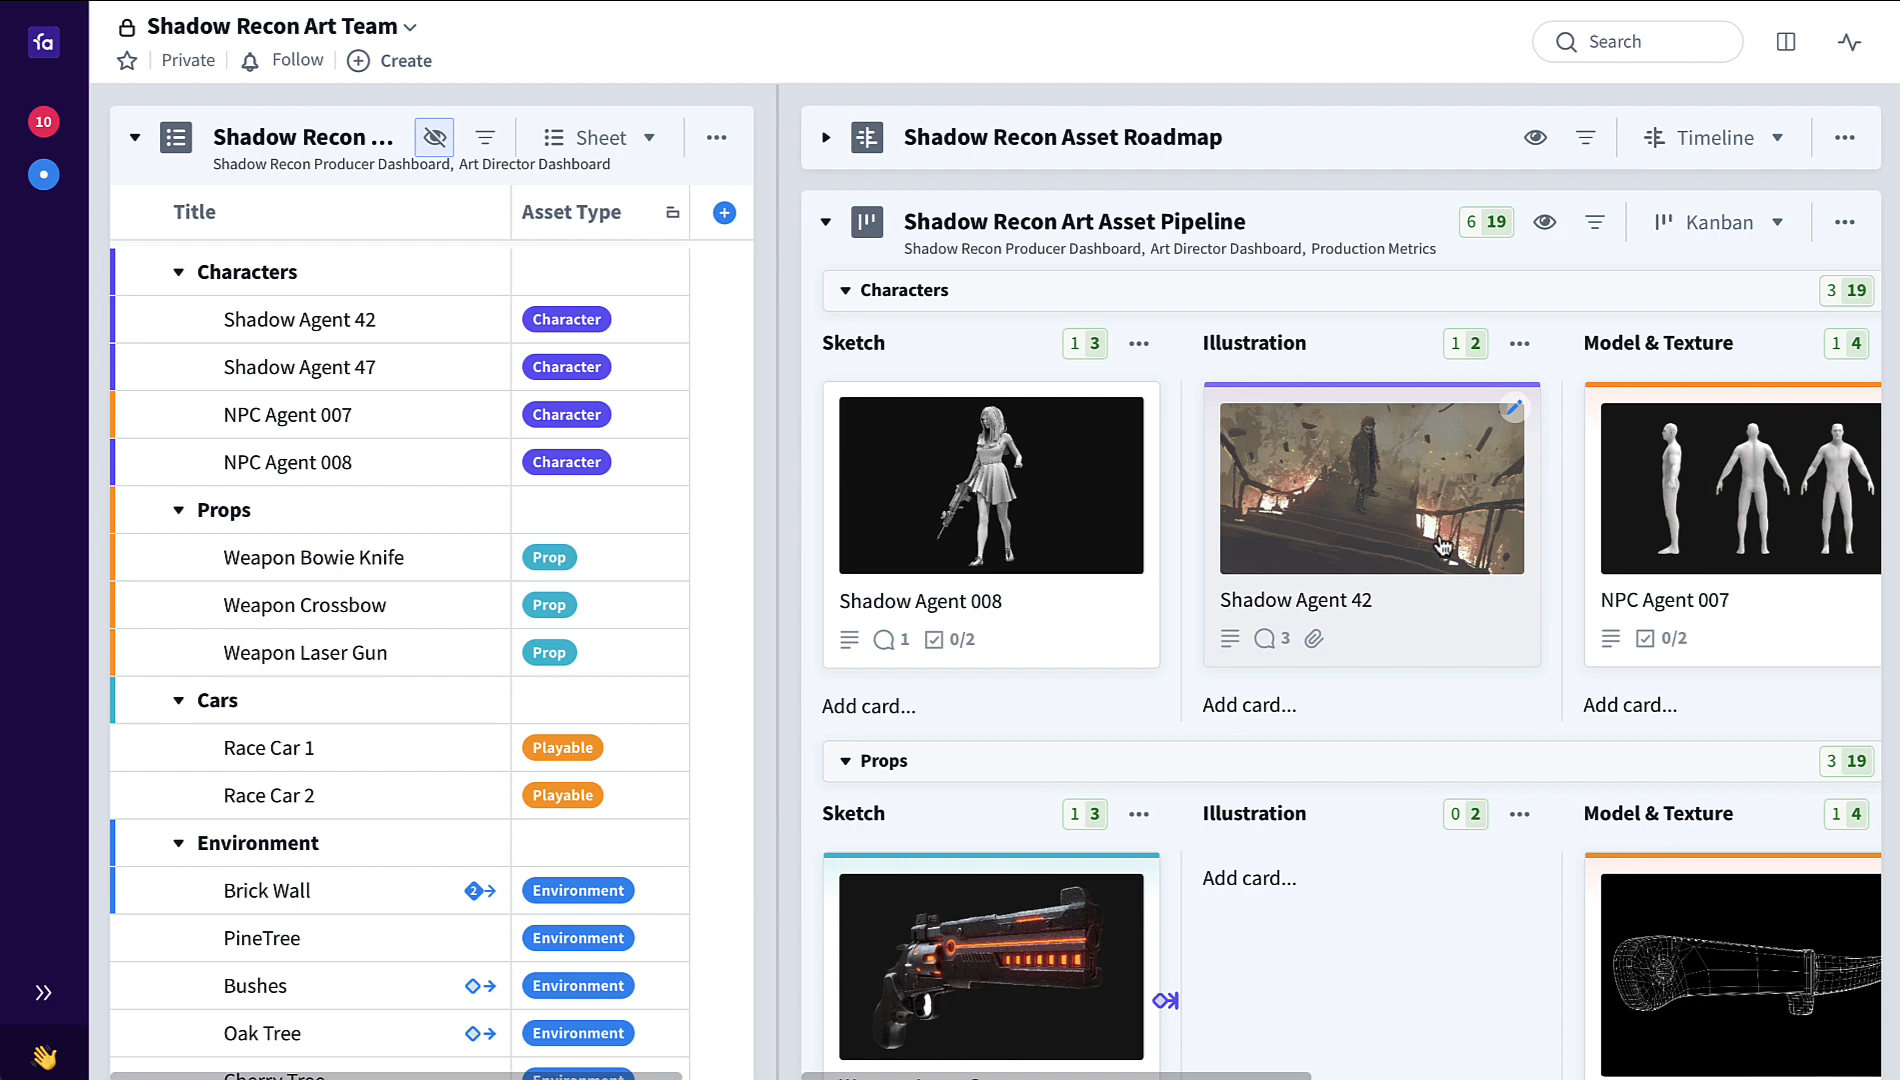 fa
Shadow Recon Art Team
Private
Follow
Create
Search
10
Shadow Recon ...
Sheet
Shadow Recon Producer Dashboard, Art Director Dashboard
Title
Asset Type
Characters
Shadow Agent 42
Character
Shadow Agent 47
Character
NPC Agent 007
Character
NPC Agent 008
Character
Props
Weapon Bowie Knife
Prop
Weapon Crossbow
Prop
Weapon Laser Gun
Prop
Cars
Race Car 1
Playable
Race Car 2
Playable
Environment
Brick Wall
2
Environment
PineTree
Environment
Bushes
Environment
Oak Tree
Environment
Cherry Tree
Environment
Shadow Recon Asset Roadmap
Timeline
Shadow Recon Art Asset Pipeline
6 19
Kanban
Shadow Recon Producer Dashboard, Art Director Dashboard, Production Metrics
Characters
3 19
Sketch
1 3
Illustration
1 2
Model & Texture
1 4
Shadow Agent 008
1
0/2
Shadow Agent 42
3
NPC Agent 007
0/2
Add card...
Add card...
Add card...
Props
3 19
Sketch
1 3
Illustration
0 2
Model & Texture
1 4
Add card...